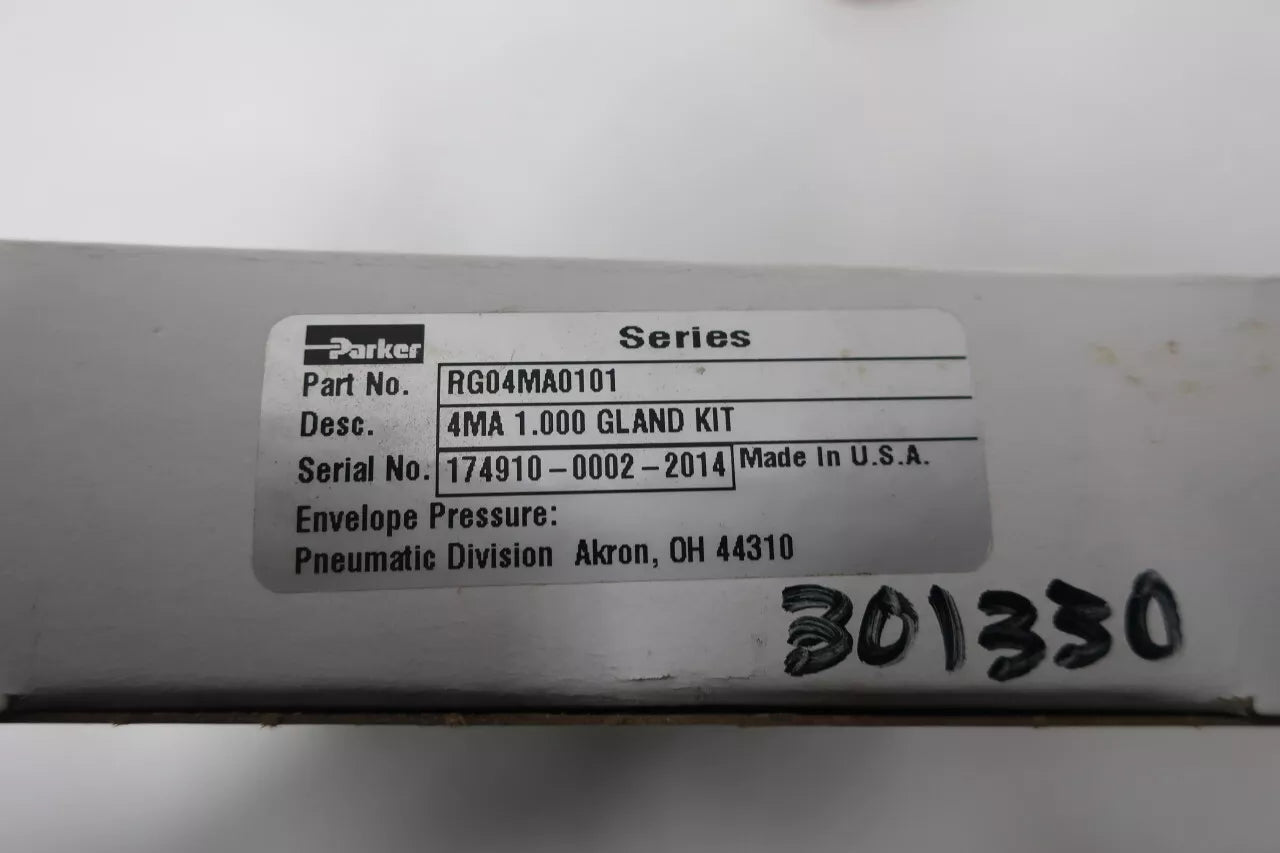 Parker Series
Part No. RG04MA0101
Desc. 4MA 1.000 GLAND KIT
Serial No. 174910-0002-2014 Made In U.S.A.
Envelope Pressure:
Pneumatic Division Akron, OH 44310
301330